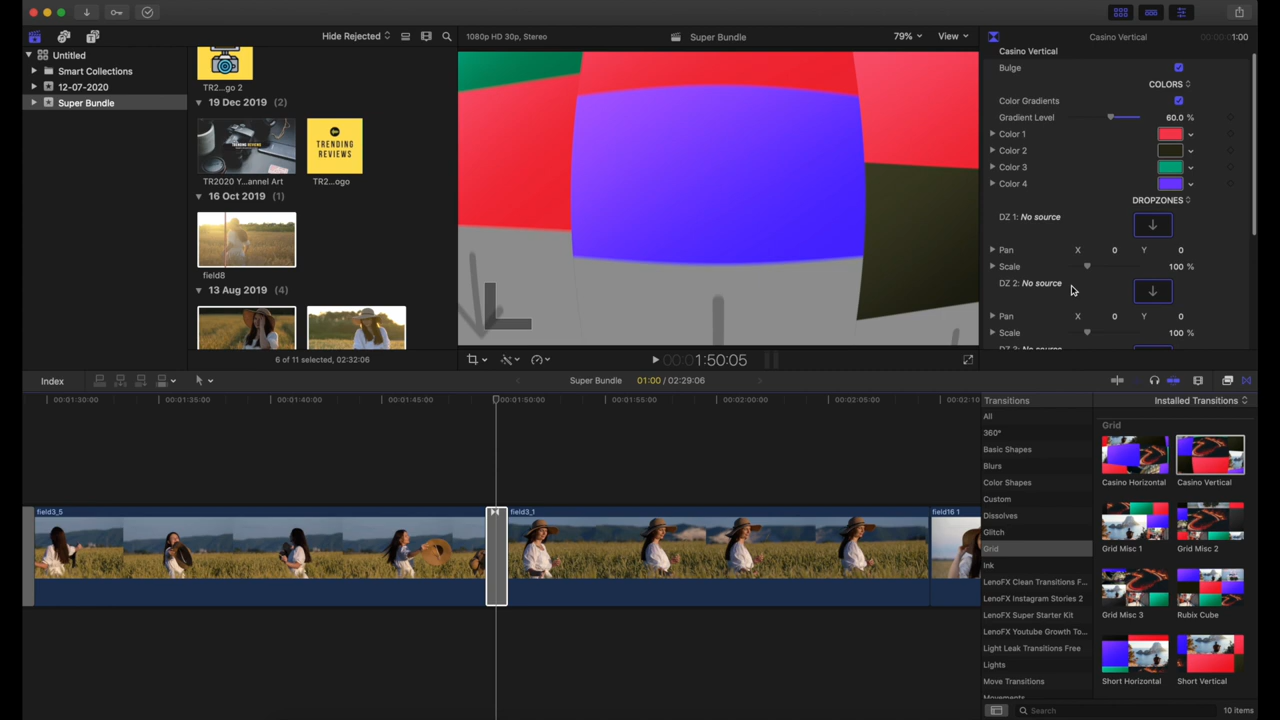 Hide Rejected
1080p HD 30p, Stereo
Super Bundle
79%
View
Casino Vertical
1:00
Untitled
Smart Collections
12-07-2020
Super Bundle
TR2...go 2
19 Dec 2019 (2)
TRENDING REVIEWS
TRENDING
REVIEWS
TR2020 Y...annel Art
TR2...ogo
16 Oct 2019 (1)
field8
13 Aug 2019 (4)
6 of 11 selected, 02:32:06
00:00:1:50:05
Casino Vertical
Bulge
COLORS
Color Gradients
Gradient Level
60.0 %
Color 1
Color 2
Color 3
Color 4
DROPZONES
DZ 1: No source
Pan X 0 Y 0
Scale 100 %
DZ 2: No source
Pan X 0 Y 0
Scale 100 %
Index
Super Bundle
01:00 / 02:29:06
00:01:30:00
00:01:35:00
00:01:40:00
00:01:45:00
00:01:50:00
00:01:55:00
00:02:00:00
00:02:05:00
00:02:10
field3_5
field3_1
field16 1
Transitions
Installed Transitions
All
360°
Basic Shapes
Blurs
Color Shapes
Custom
Dissolves
Glitch
Grid
Ink
LenoFX Clean Transitions F...
LenoFX Instagram Stories 2
LenoFX Super Starter Kit
LenoFX Youtube Growth To...
Light Leak Transitions Free
Lights
Move Transitions
Movements
Grid
Casino Horizontal
Casino Vertical
Grid Misc 1
Grid Misc 2
Grid Misc 3
Rubix Cube
Short Horizontal
Short Vertical
Search
10 items